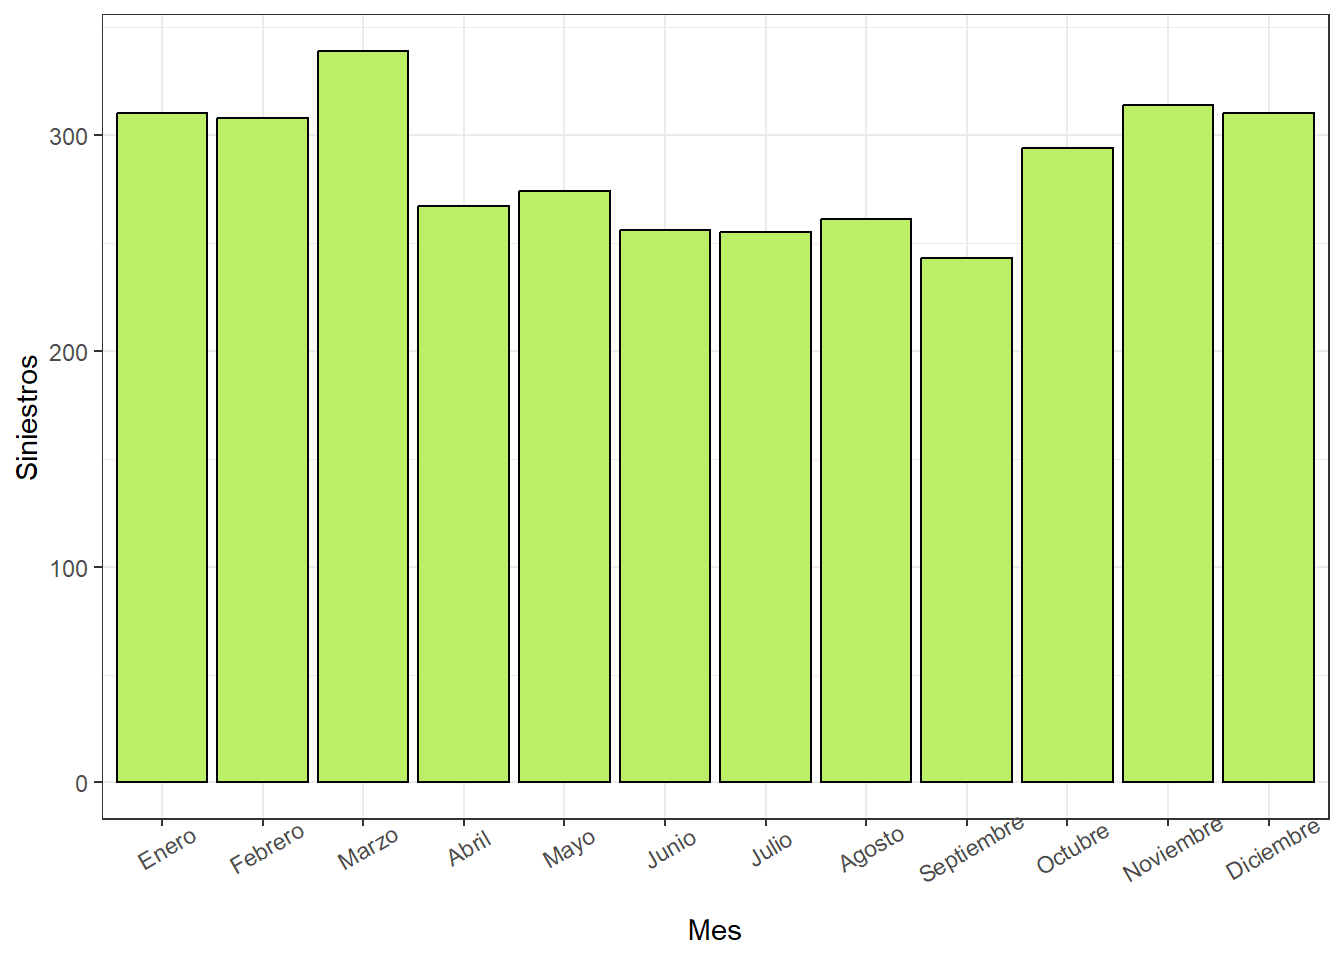 Siniestros
300
200
100
0
Enero Febrero Marzo Abril Mayo Junio Julio Agosto Septiembre Octubre Noviembre Diciembre
Mes